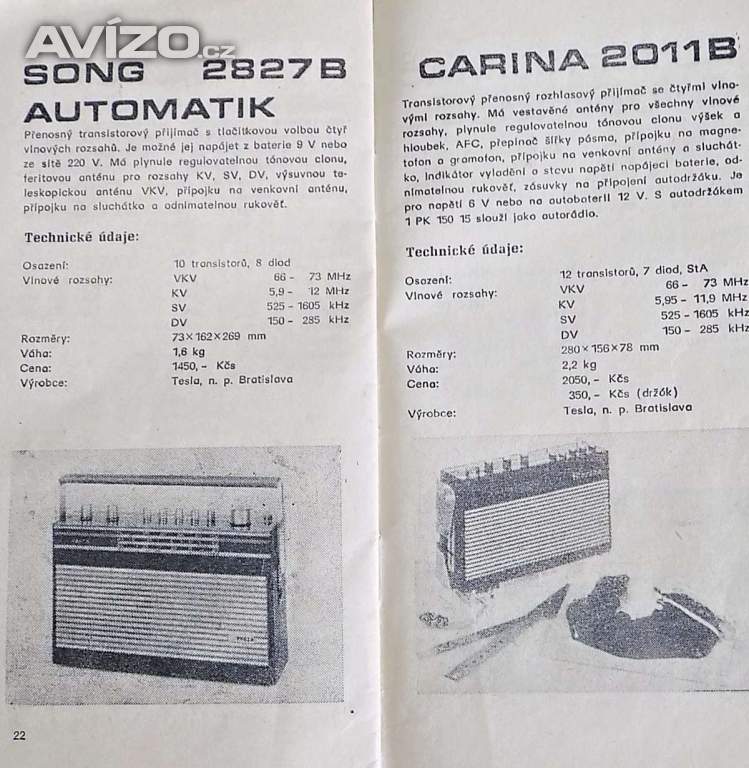 AVÍZO.cz
SONG 2827 B
AUTOMATIK
Přenosný transistorový přijímač s tlačítkovou volbou čtyř
vlnových rozsahů. Je možné jej napájet z baterie 9 V nebo
ze sítě 220 V. Má plynule regulovatelnou tónovou clonu,
feritovou anténu pro rozsahy KV, SV, DV, výsuvnou te-
leskopickou anténu VKV, přípojku na venkovní anténu,
přípojku na sluchátko a odnímatelnou rukověť.
Technické údaje:
Osazení: 10 transistorů, 8 diod
Vlnové rozsahy: VKV 66 – 73 MHz
KV 5,9 – 12 MHz
SV 525 – 1605 kHz
DV 150 – 285 kHz
Rozměry: 73×162×269 mm
Váha: 1,6 kg
Cena: 1450,– Kčs
Výrobce: Tesla, n. p. Bratislava
22
CARINA 2011 B
Transistorový přenosný rozhlasový přijímač se čtyřmi vlno-
vými rozsahy. Má vestavěné antény pro všechny vlnové
rozsahy, plynule regulovatelnou tónovou clonu výšek a
hloubek, AFC, přepínač šířky pásma, přípojku na magne-
tofon a gramofon, přípojku na venkovní antény a sluchát-
ko, indikátor vyladění a stavu napětí napájecí baterie, od-
nímatelnou rukověť, zásuvky na připojení autodržáku. Je
pro napětí 6 V nebo na autobaterii 12 V. S autodržákem
1 PK 150 15 slouží jako autorádio.
Technické údaje:
Osazení: 12 transistorů, 7 diod, StA
Vlnové rozsahy: VKV 66 – 73 MHz
KV 5,95 – 11,9 MHz
SV 525 – 1605 kHz
DV 150 – 285 kHz
Rozměry: 280×156×78 mm
Váha: 2,2 kg
Cena: 2050,– Kčs
350,– Kčs (držák)
Výrobce: Tesla, n. p. Bratislava